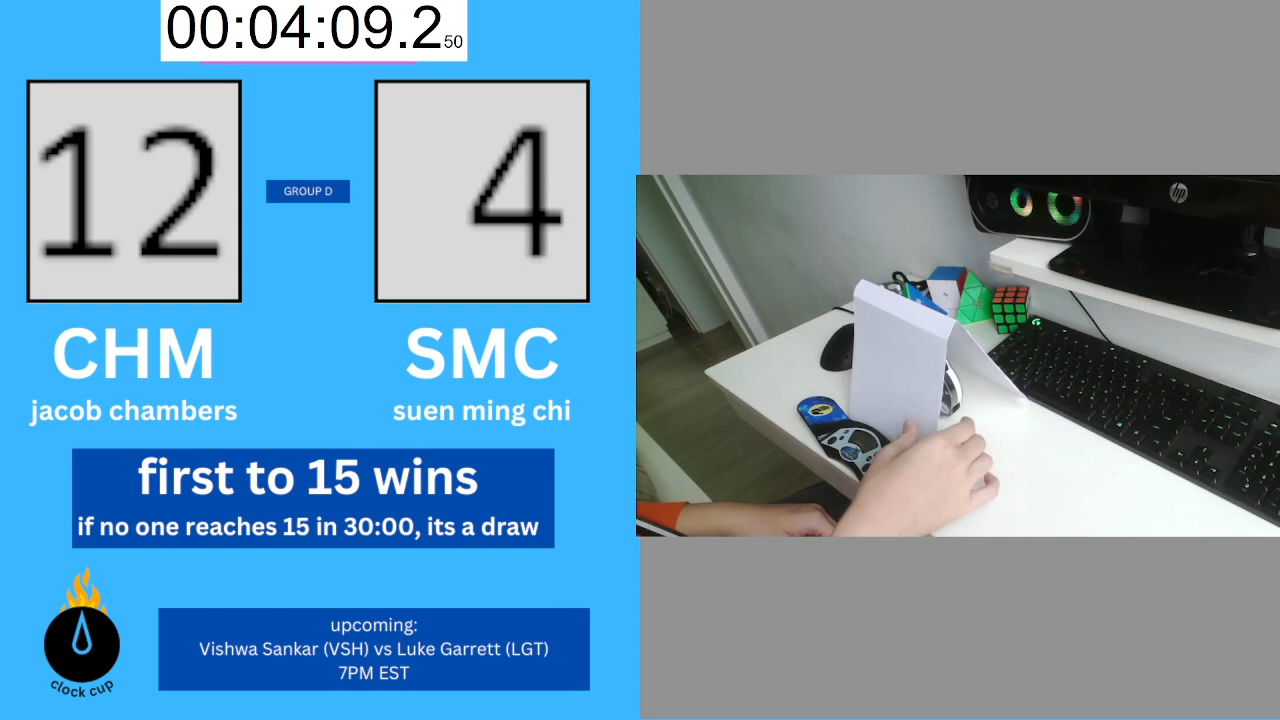 00:04:09.250
12
4
GROUP D
CHM
SMC
jacob chambers
suen ming chi
first to 15 wins
if no one reaches 15 in 30:00, its a draw
upcoming:
Vishwa Sankar (VSH) vs Luke Garrett (LGT)
7PM EST
clock cup
hp